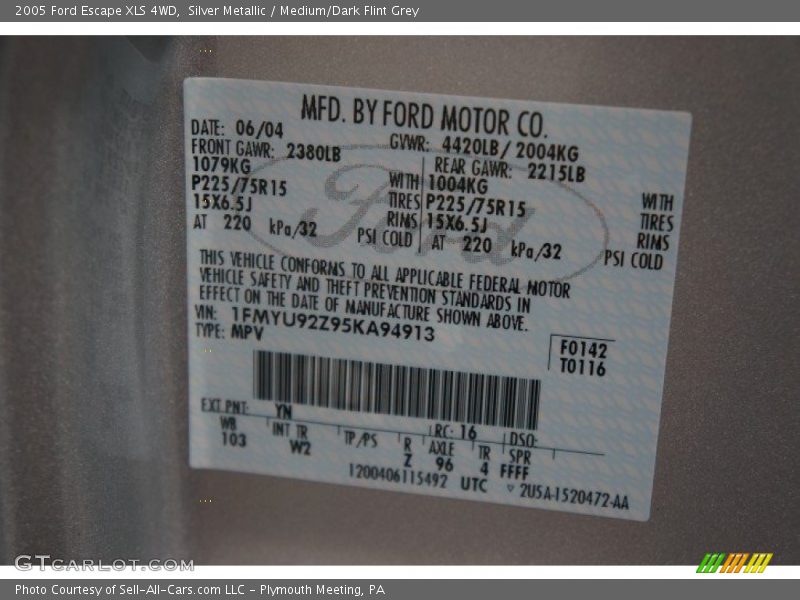 2005 Ford Escape XLS 4WD, Silver Metallic / Medium/Dark Flint Grey
MFD. BY FORD MOTOR CO.
DATE: 06/04 GVWR: 4420LB/ 2004KG
FRONT GAWR: 2380LB REAR GAWR: 2215LB
1079KG WITH 1004KG WITH
P225/75R15 TIRES P225/75R15 TIRES
15X6.5J RIMS 15X6.5J RIMS
AT 220 kPa/32 PSI COLD AT 220 kPa/32 PSI COLD
Ford
THIS VEHICLE CONFORMS TO ALL APPLICABLE FEDERAL MOTOR
VEHICLE SAFETY AND THEFT PREVENTION STANDARDS IN
EFFECT ON THE DATE OF MANUFACTURE SHOWN ABOVE.
VIN: 1FMYU92Z95KA94913
TYPE: MPV
F0142
T0116
EXT PNT: YN RC: 16 DSO:
WB INT TR TP/PS R AXLE TR SPR
103 W2 Z 96 4 FFFF
1200406115492 UTC ▽ 2U5A-1520472-AA
GTCARLOT.COM
Photo Courtesy of Sell-All-Cars.com LLC - Plymouth Meeting, PA